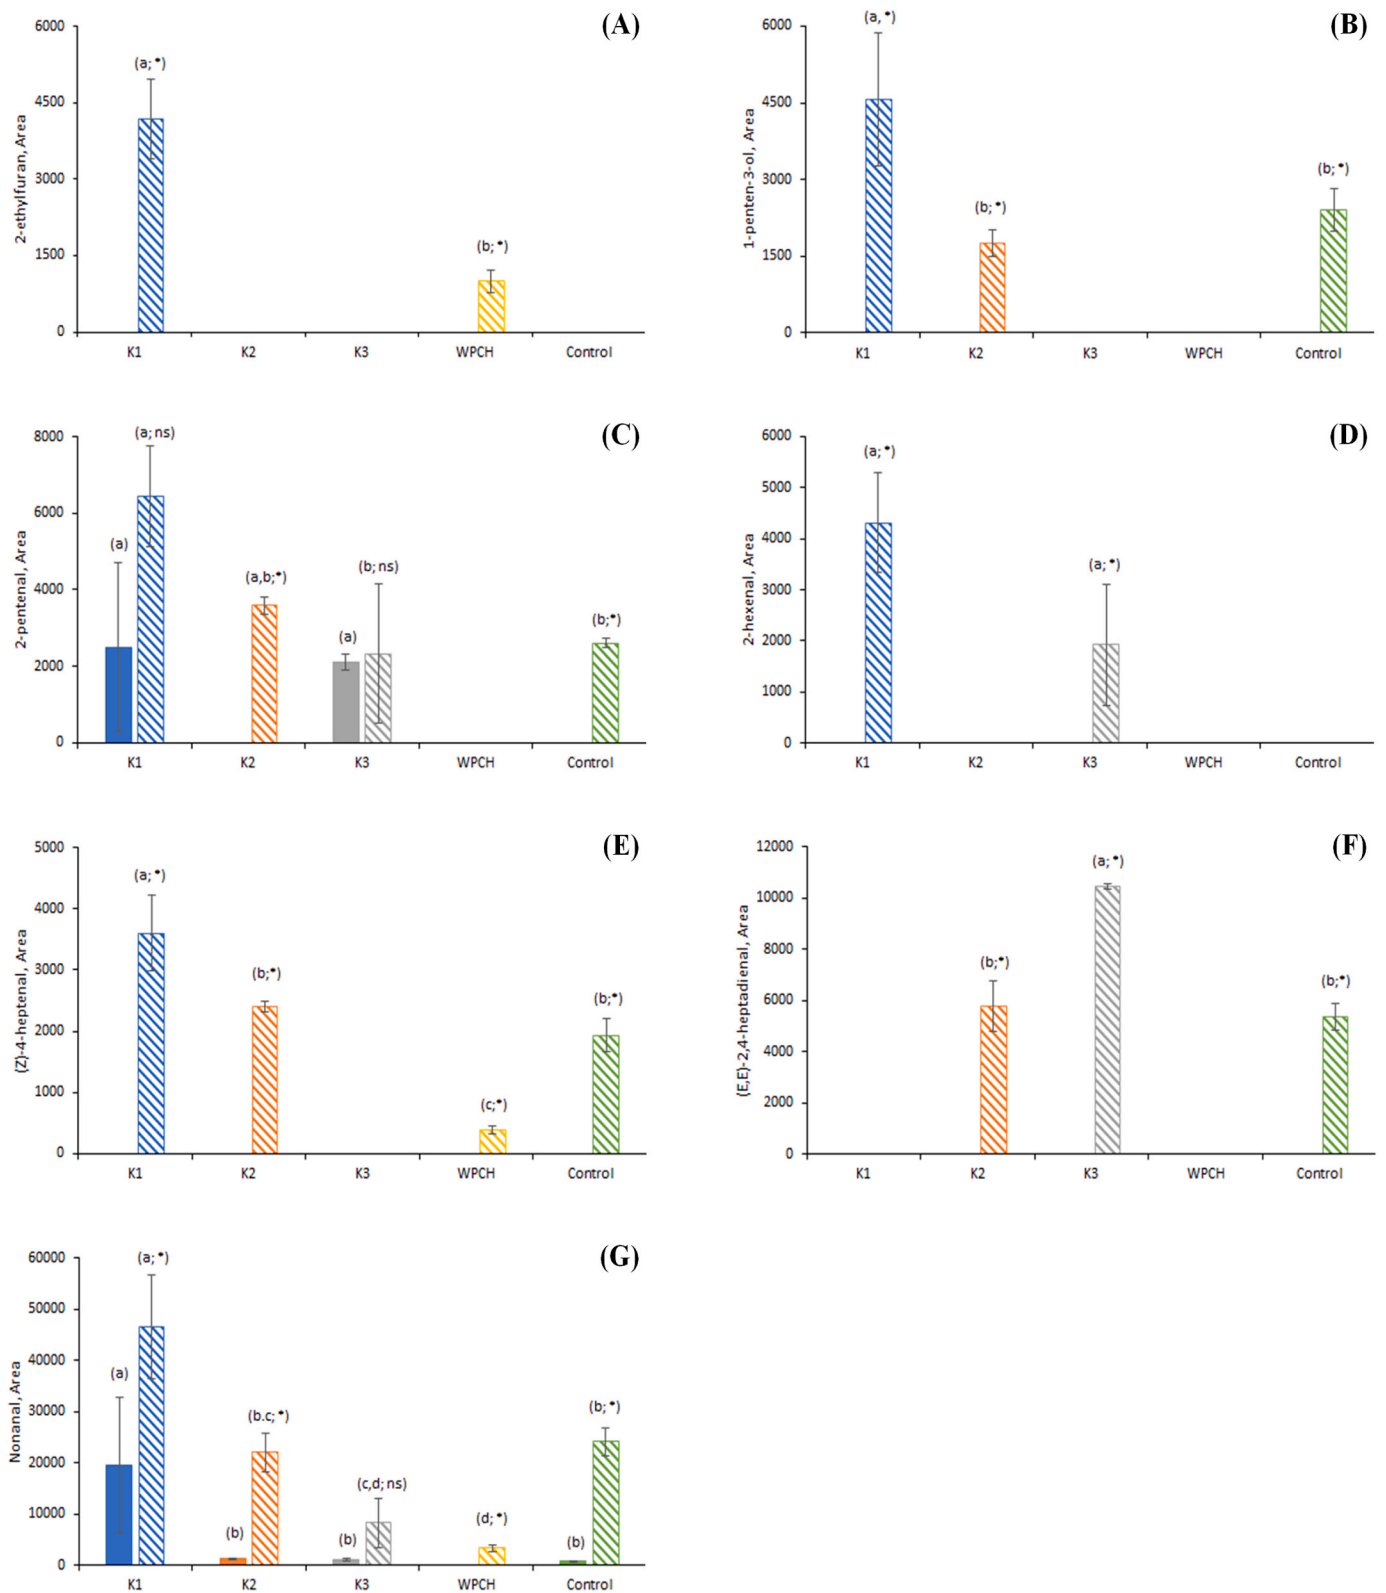 (A)
2-ethylfuran, Area
6000
4500
3000
1500
0
(a; *)
(b; *)
K1 K2 K3 WPCH Control
(B)
1-penten-3-ol, Area
6000
4500
3000
1500
0
(a, *)
(b; *)
(b; *)
K1 K2 K3 WPCH Control
(C)
2-pentenal, Area
8000
6000
4000
2000
0
(a)
(a; ns)
(a,b;*)
(a)
(b; ns)
(b;*)
K1 K2 K3 WPCH Control
(D)
2-hexenal, Area
6000
5000
4000
3000
2000
1000
0
(a; *)
(a; *)
K1 K2 K3 WPCH Control
(E)
(Z)-4-heptenal, Area
5000
4000
3000
2000
1000
0
(a; *)
(b;*)
(c;*)
(b;*)
K1 K2 K3 WPCH Control
(F)
(E,E)-2,4-heptadienal, Area
12000
10000
8000
6000
4000
2000
0
(b;*)
(a; *)
(b;*)
K1 K2 K3 WPCH Control
(G)
Nonanal, Area
60000
50000
40000
30000
20000
10000
0
(a)
(a; *)
(b)
(b.c; *)
(b)
(c,d; ns)
(d; *)
(b)
(b; *)
K1 K2 K3 WPCH Control